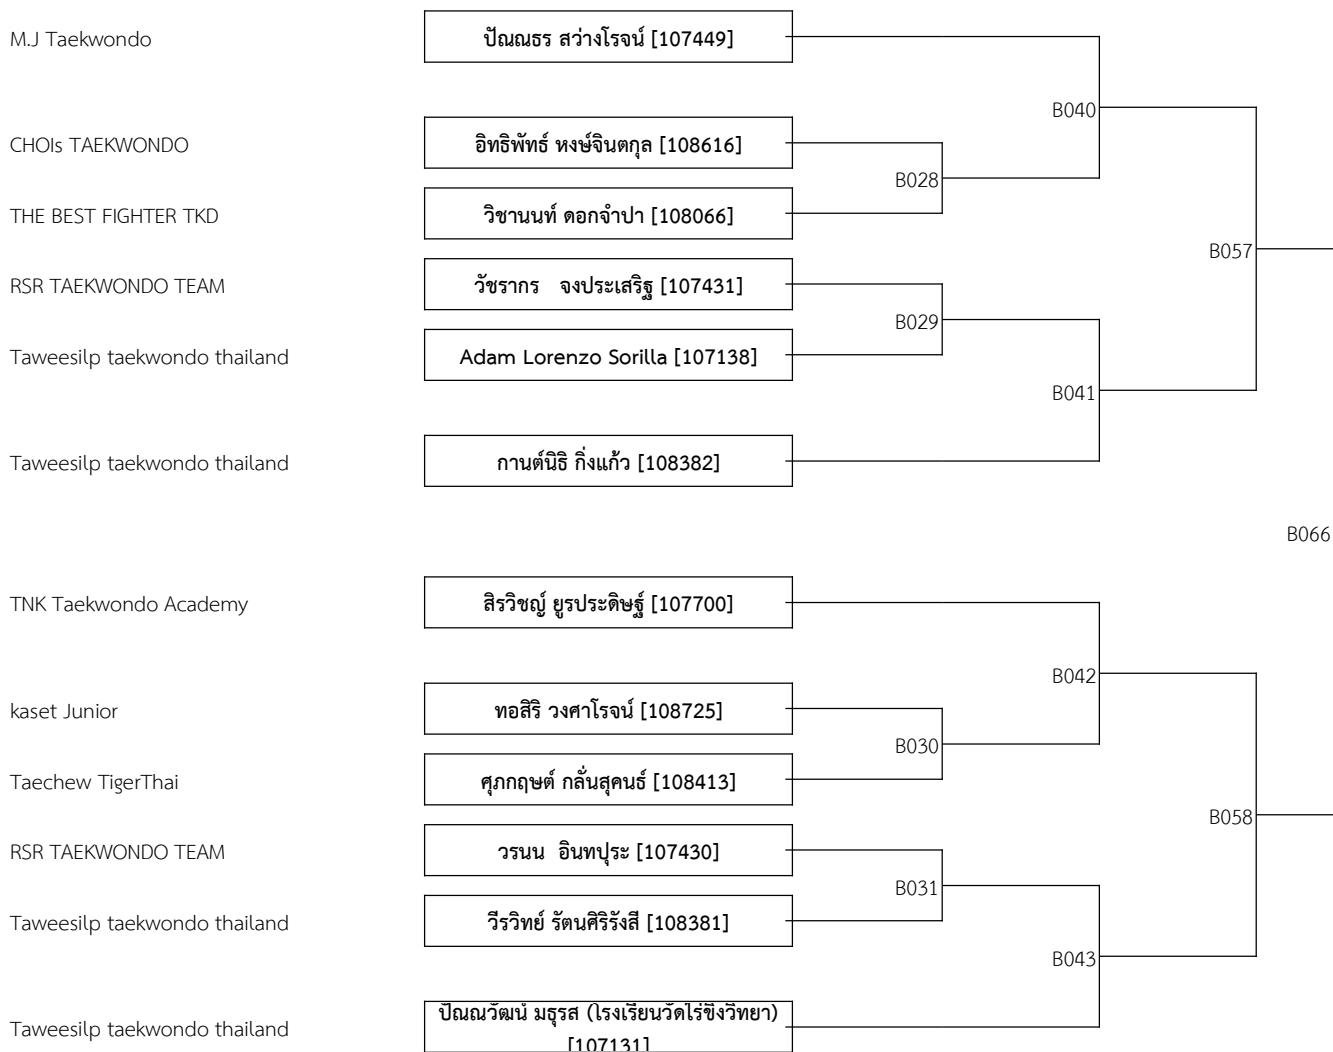 M.J Taekwondo
ปัณณธร สว่างโรจน์ [107449]
B040
CHOIs TAEKWONDO
อิทธิพัทธ์ หงษ์จินตกุล [108616]
B028
THE BEST FIGHTER TKD
วิชานนท์ ดอกจำปา [108066]
B057
RSR TAEKWONDO TEAM
วัชรากร จงประเสริฐ [107431]
B029
Taweesilp taekwondo thailand
Adam Lorenzo Sorilla [107138]
B041
Taweesilp taekwondo thailand
กานต์นิธิ กิ่งแก้ว [108382]
B066
TNK Taekwondo Academy
สิรวิชญ์ ยูรประดิษฐ์ [107700]
B042
kaset Junior
ทอสิริ วงศาโรจน์ [108725]
B030
Taechew TigerThai
ศุภกฤษต์ กลั่นสุคนธ์ [108413]
B058
RSR TAEKWONDO TEAM
วรนน อินทปุระ [107430]
B031
Taweesilp taekwondo thailand
วีรวิทย์ รัตนศิริรังสี [108381]
B043
Taweesilp taekwondo thailand
ปัณณวัฒน์ มธุรส (โรงเรียนวัดไร่ขิงวิทยา)
[107131]